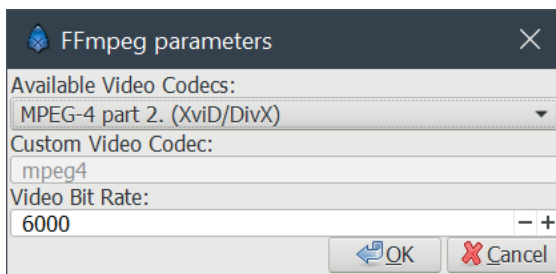 FFmpeg parameters
Available Video Codecs:
MPEG-4 part 2. (XviD/DivX)
Custom Video Codec:
mpeg4
Video Bit Rate:
6000
OK Cancel